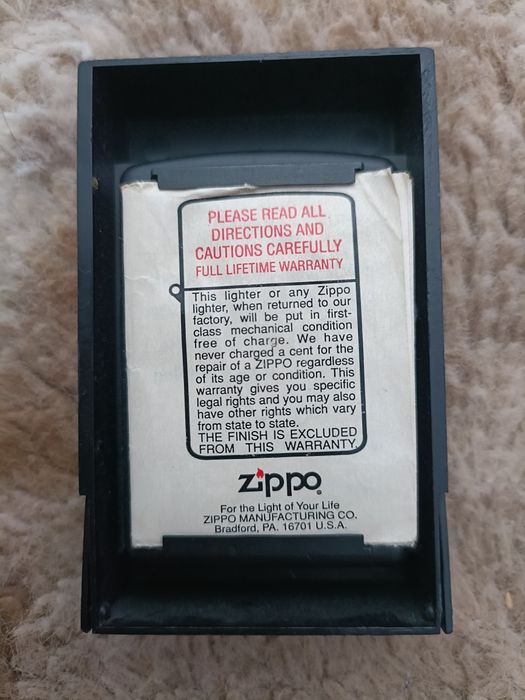 PLEASE READ ALL
DIRECTIONS AND
CAUTIONS CAREFULLY
FULL LIFETIME WARRANTY
This lighter or any Zippo
lighter, when returned to our
factory, will be put in first-
class mechanical condition
free of charge. We have
never charged a cent for the
repair of a ZIPPO regardless
of its age or condition. This
warranty gives you specific
legal rights and you may also
have other rights which vary
from state to state.
THE FINISH IS EXCLUDED
FROM THIS WARRANTY.
zippo®
For the Light of Your Life
ZIPPO MANUFACTURING CO.
Bradford, PA. 16701 U.S.A.